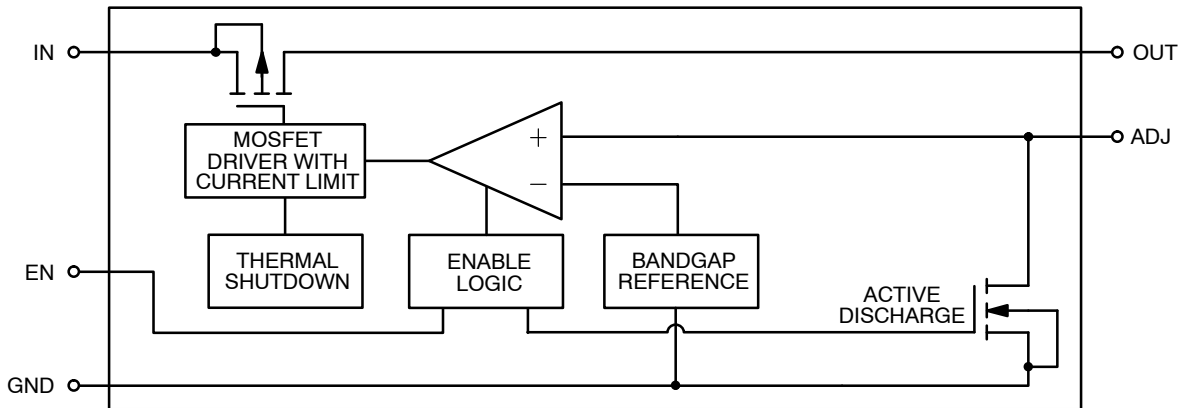 IN
OUT
MOSFET
DRIVER WITH
CURRENT LIMIT
+
−
ADJ
THERMAL
SHUTDOWN
ENABLE
LOGIC
BANDGAP
REFERENCE
EN
ACTIVE
DISCHARGE
GND